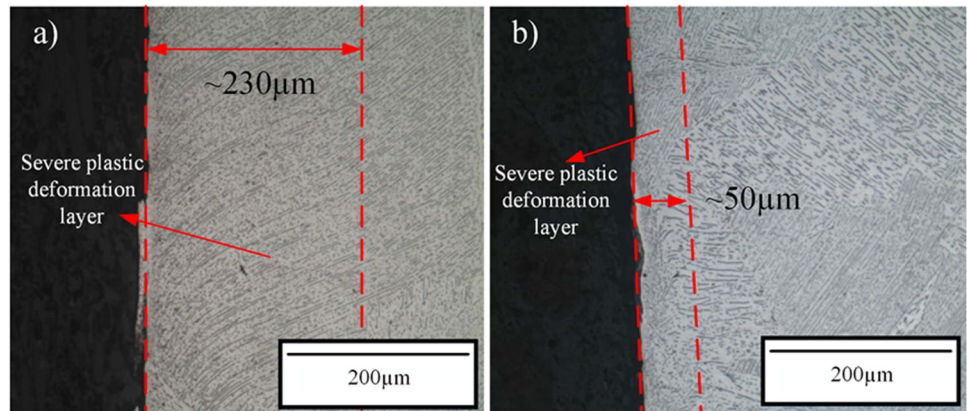 a)
~230µm
Severe plastic
deformation
layer
200µm
b)
Severe plastic
deformation
layer
~50µm
200µm